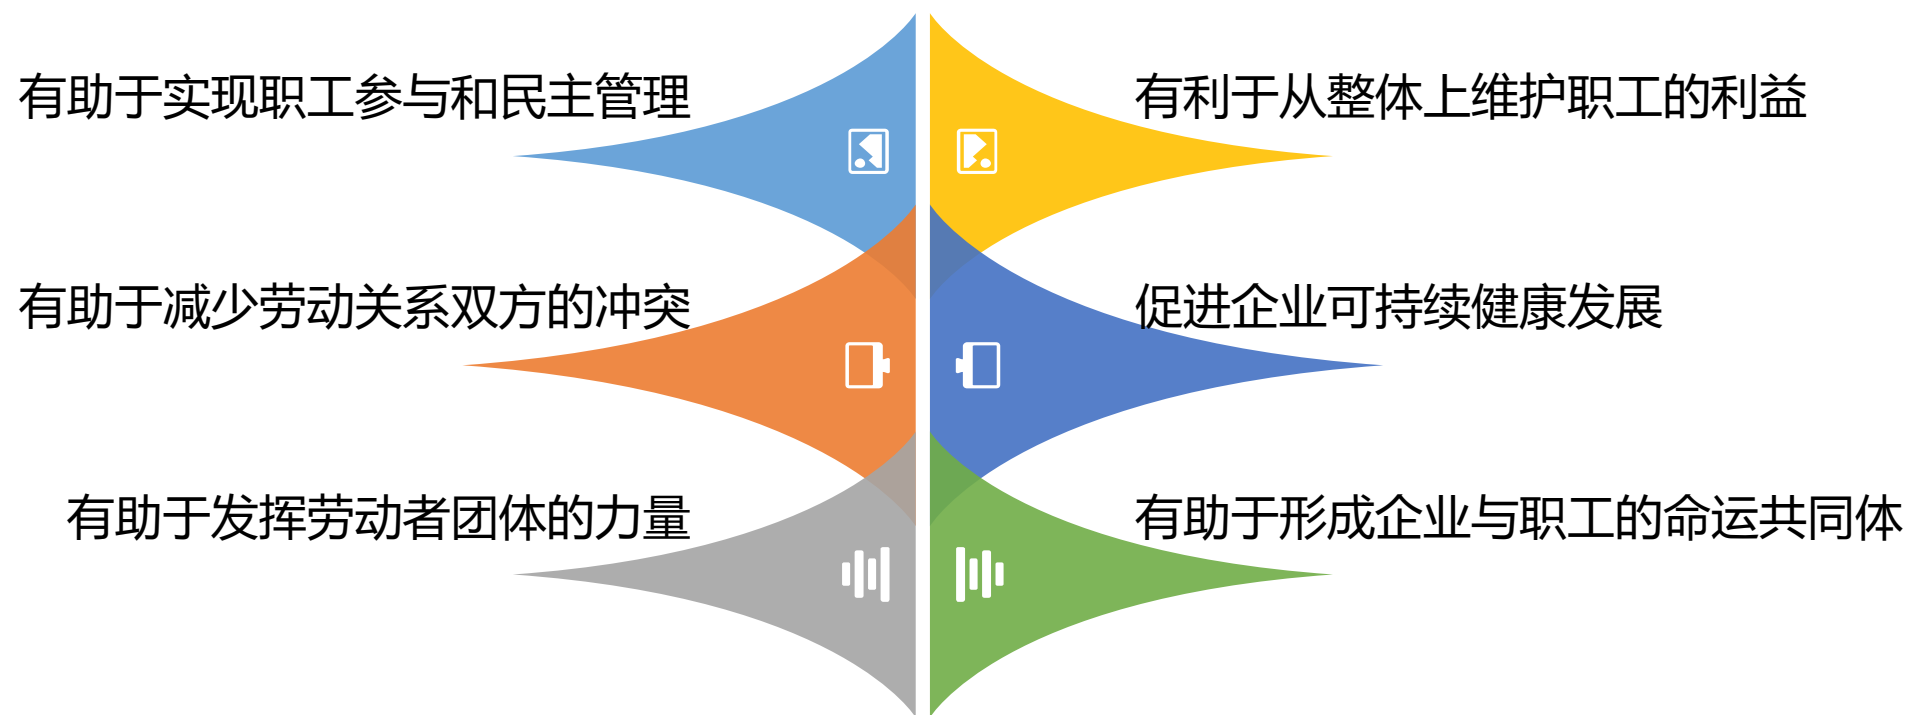 有助于实现职工参与和民主管理
有利于从整体上维护职工的利益
有助于减少劳动关系双方的冲突
促进企业可持续健康发展
有助于发挥劳动者团体的力量
有助于形成企业与职工的命运共同体